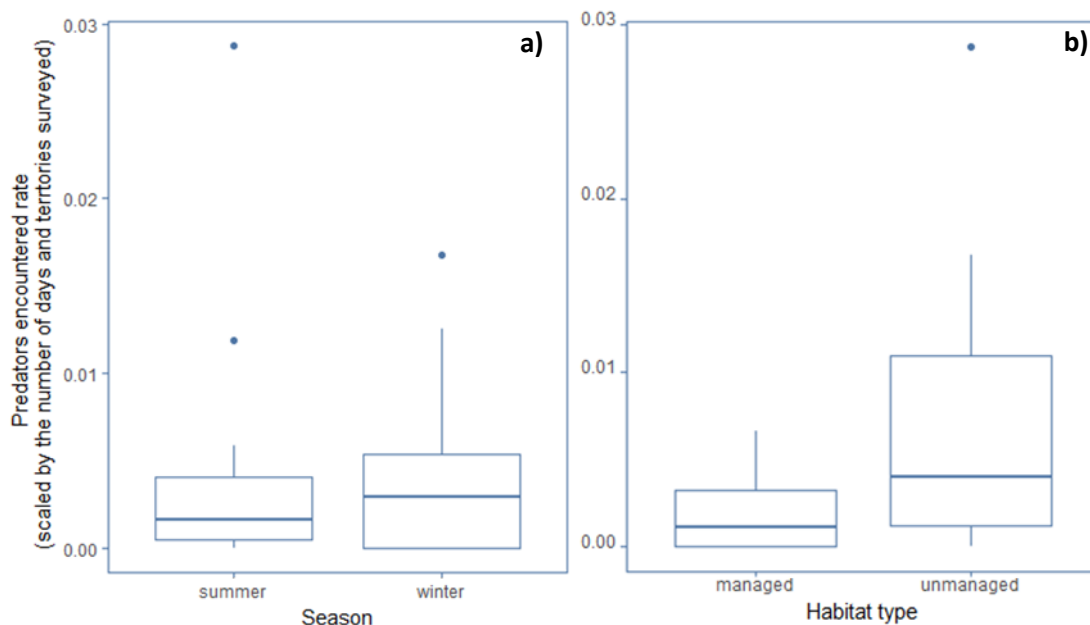 a)
Predators encountered rate
(scaled by the number of days and terrtories surveyed)
0.03
0.02
0.01
0.00
summer winter
Season
b)
0.03
0.02
0.01
0.00
managed unmanaged
Habitat type